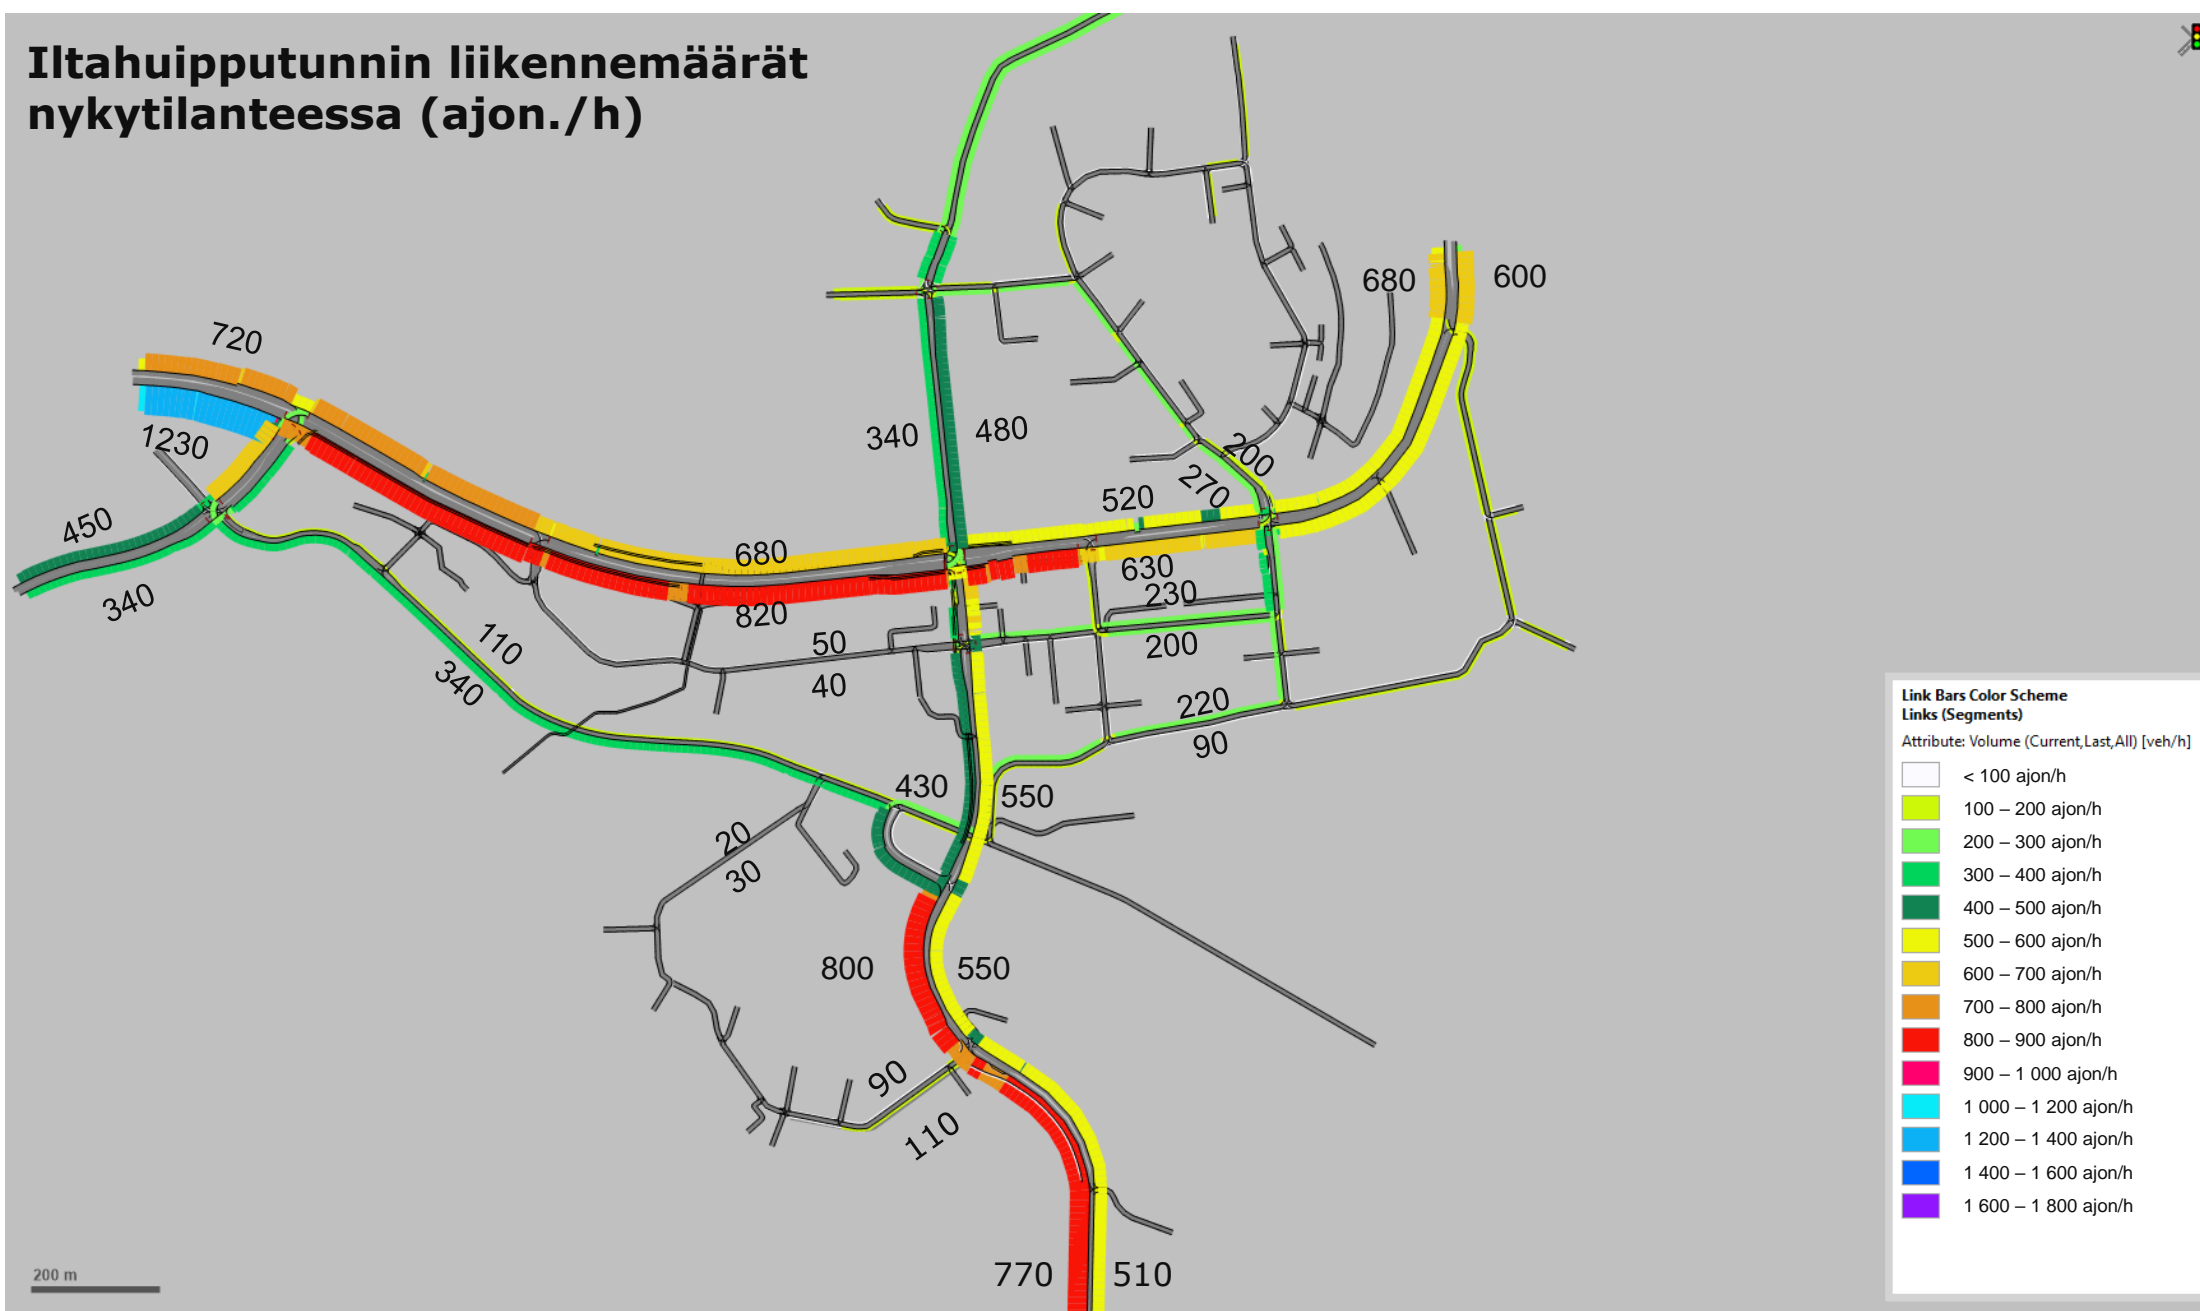 Iltahuipputunnin liikennemäärät
nykytilanteessa (ajon./h)
720
1230
450
340
110
340
680
820
50
40
340
480
520
630
270
200
680
600
230
200
220
90
430
550
20
30
800
550
90
110
770
510
200 m
Link Bars Color Scheme
Links (Segments)
Attribute: Volume (Current,Last,All) [veh/h]
< 100 ajon/h
100 – 200 ajon/h
200 – 300 ajon/h
300 – 400 ajon/h
400 – 500 ajon/h
500 – 600 ajon/h
600 – 700 ajon/h
700 – 800 ajon/h
800 – 900 ajon/h
900 – 1 000 ajon/h
1 000 – 1 200 ajon/h
1 200 – 1 400 ajon/h
1 400 – 1 600 ajon/h
1 600 – 1 800 ajon/h